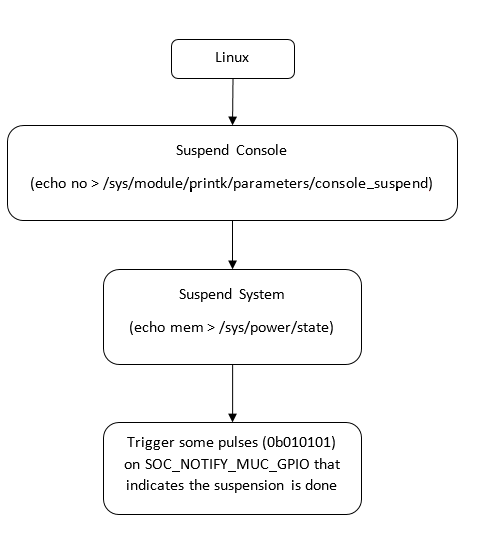 Linux
Suspend Console
(echo no > /sys/module/printk/parameters/console_suspend)
Suspend System
(echo mem > /sys/power/state)
Trigger some pulses (0b010101)
on SOC_NOTIFY_MUC_GPIO that
indicates the suspension is done